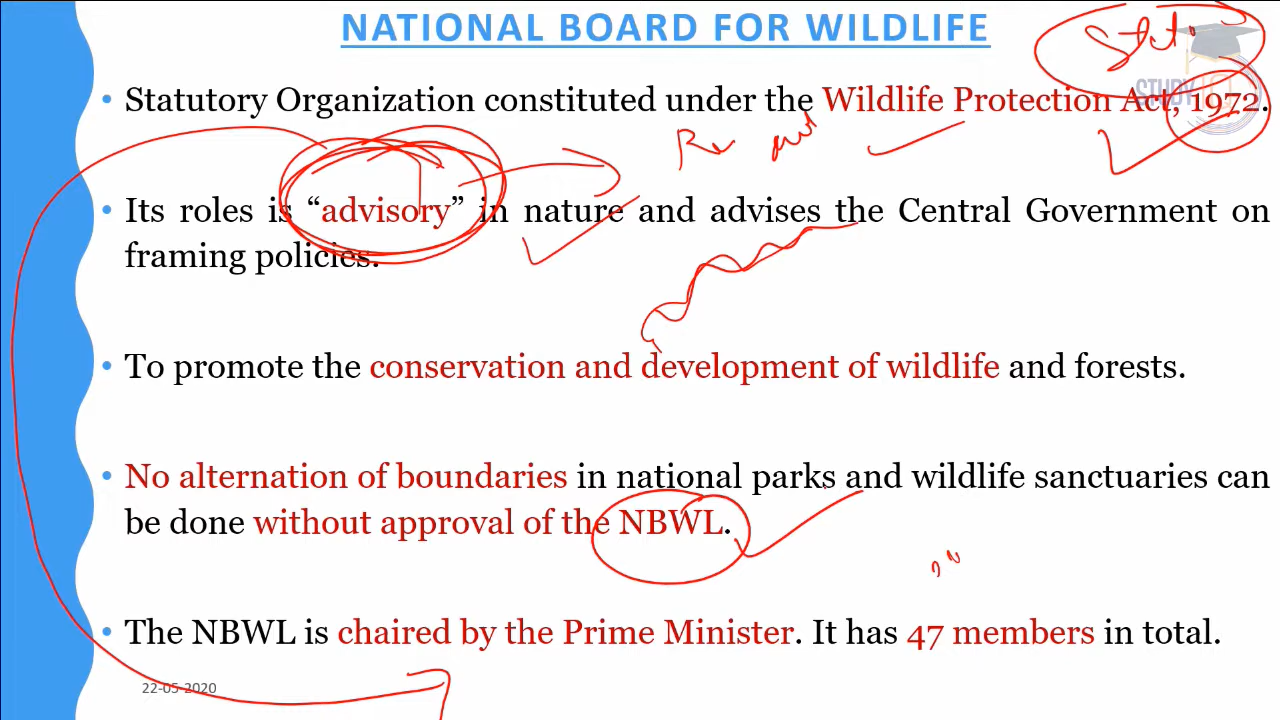 NATIONAL BOARD FOR WILDLIFE
• Statutory Organization constituted under the Wildlife Protection Act, 1972.
• Its roles is “advisory” in nature and advises the Central Government on
framing policies.
• To promote the conservation and development of wildlife and forests.
• No alternation of boundaries in national parks and wildlife sanctuaries can
be done without approval of the NBWL.
• The NBWL is chaired by the Prime Minister. It has 47 members in total.
22-05-2020